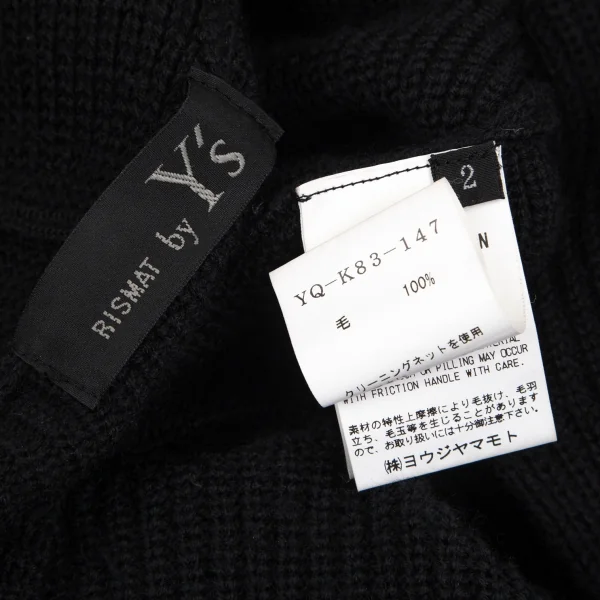 Y's
RISMAT by
2
N
YQ-K83-147
毛 100%
クリーニングネットを使用
PILLING MAY OCCUR
WITH FRICTION HANDLE WITH CARE.
素材の特性上摩擦により毛抜け、毛羽
立ち、毛玉等を生じることがあります
ので、お取り扱いには十分御注意下さい。
(株)ヨウジヤマモト